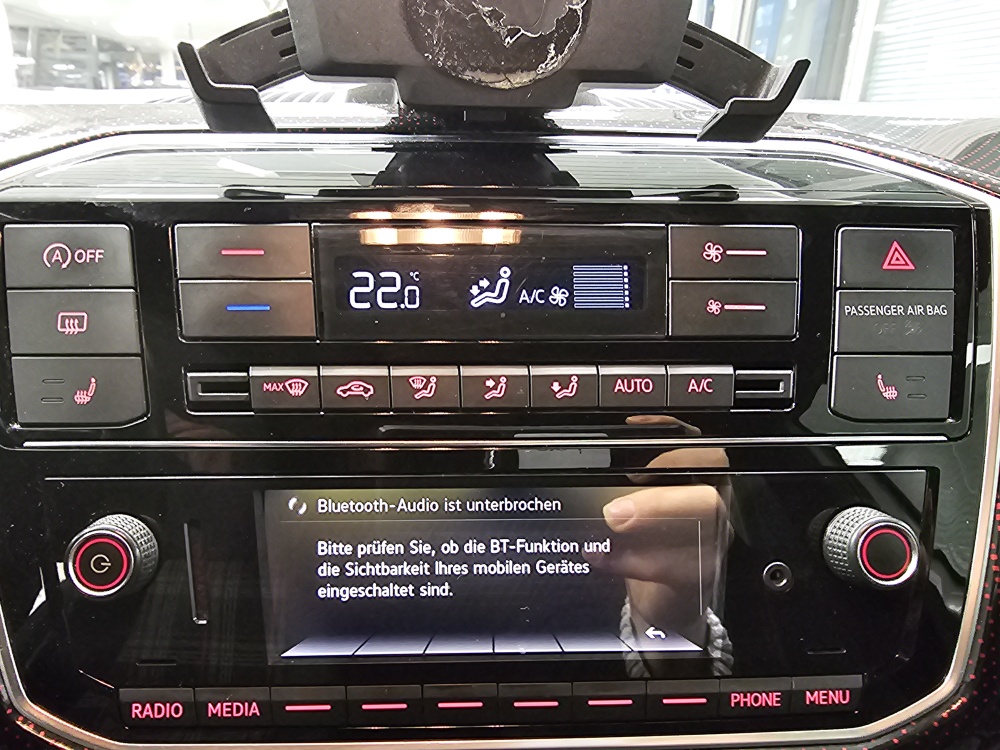 A OFF
22.0 °C
A/C
PASSENGER AIR BAG
OFF
MAX
AUTO
A/C
Bluetooth-Audio ist unterbrochen
Bitte prüfen Sie, ob die BT-Funktion und
die Sichtbarkeit Ihres mobilen Gerätes
eingeschaltet sind.
RADIO
MEDIA
PHONE
MENU